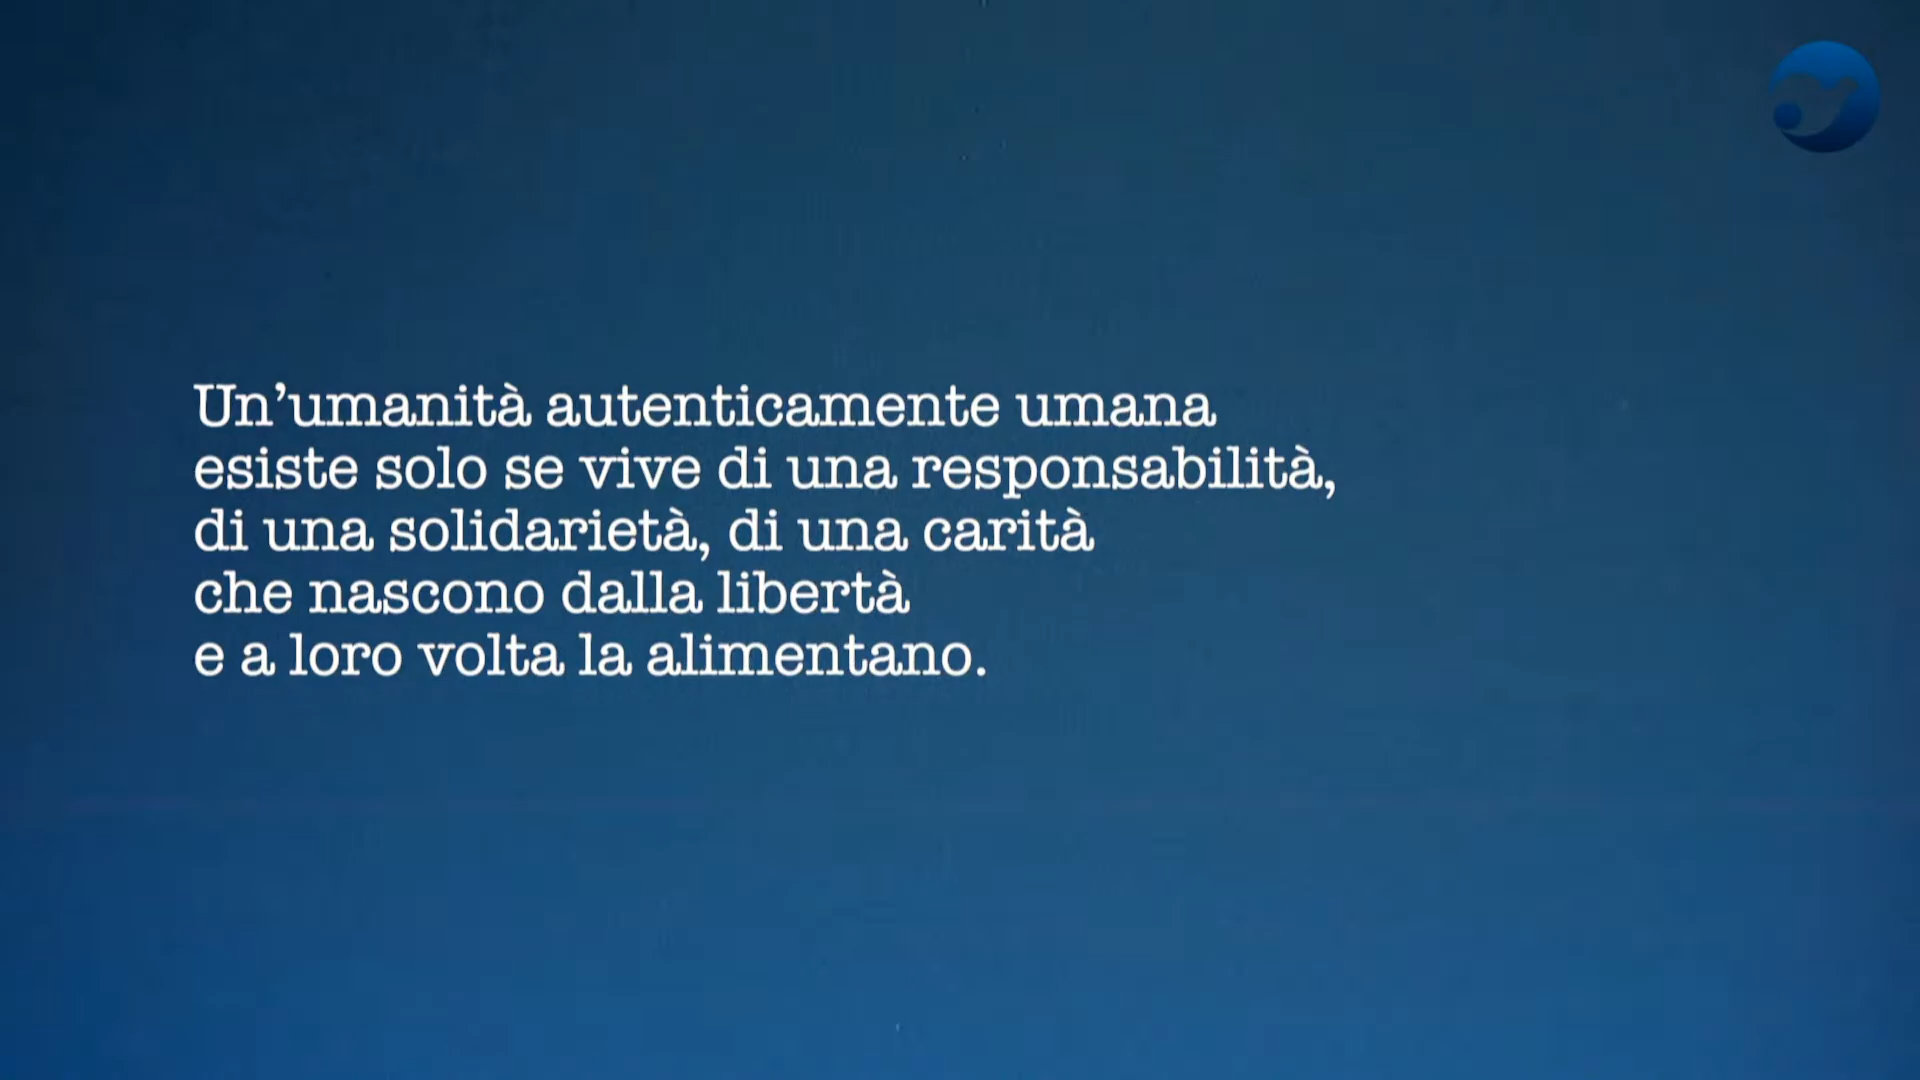 Un’umanità autenticamente umana
esiste solo se vive di una responsabilità,
di una solidarietà, di una carità
che nascono dalla libertà
e a loro volta la alimentano.